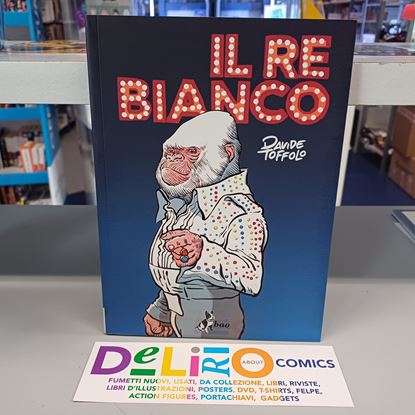 IL RE
BIANCO
DAVIDE
TOFFOLO
bao
DeLiRIO ABOUT COMICS
FUMETTI NUOVI, USATI, DA COLLEZIONE, LIBRI, RIVISTE,
LIBRI D'ILLUSTRAZIONI, POSTERS, DVD, T-SHIRTS, FELPE,
ACTION FIGURES, PORTACHIAVI, GADGETS